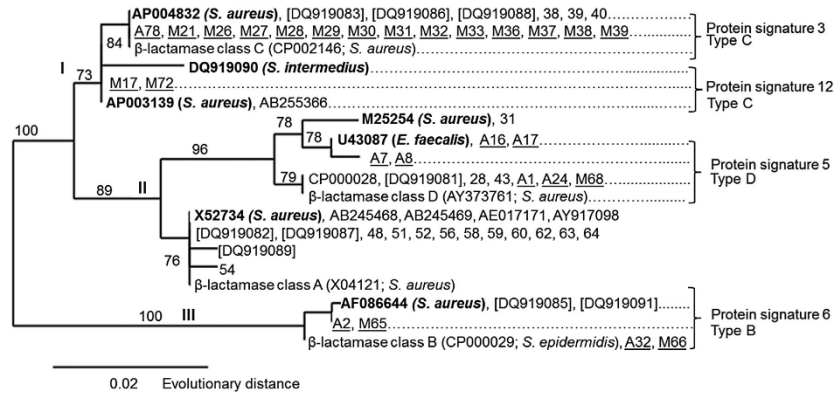 AP004832 (S. aureus), [DQ919083], [DQ919086], [DQ919088], 38, 39, 40
Protein signature 3
84
A78, M21, M26, M27, M28, M29, M30, M31, M32, M33, M36, M37, M38, M39
Type C
β-lactamase class C (CP002146; S. aureus)
I
73
DQ919090 (S. intermedius)
Protein signature 12
M17, M72
Type C
AP003139 (S. aureus), AB255366
78
M25254 (S. aureus), 31
100
78
U43087 (E. faecalis), A16, A17
96
A7, A8
Protein signature 5
79
CP000028, [DQ919081], 28, 43, A1, A24, M68
Type D
89
II
β-lactamase class D (AY373761; S. aureus)
X52734 (S. aureus), AB245468, AB245469, AE017171, AY917098
[DQ919082], [DQ919087], 48, 51, 52, 56, 58, 59, 60, 62, 63, 64
[DQ919089]
76
54
β-lactamase class A (X04121; S. aureus)
AF086644 (S. aureus), [DQ919085], [DQ919091]
Protein signature 6
100
III
A2, M65
Type B
β-lactamase class B (CP000029; S. epidermidis), A32, M66
0.02 Evolutionary distance